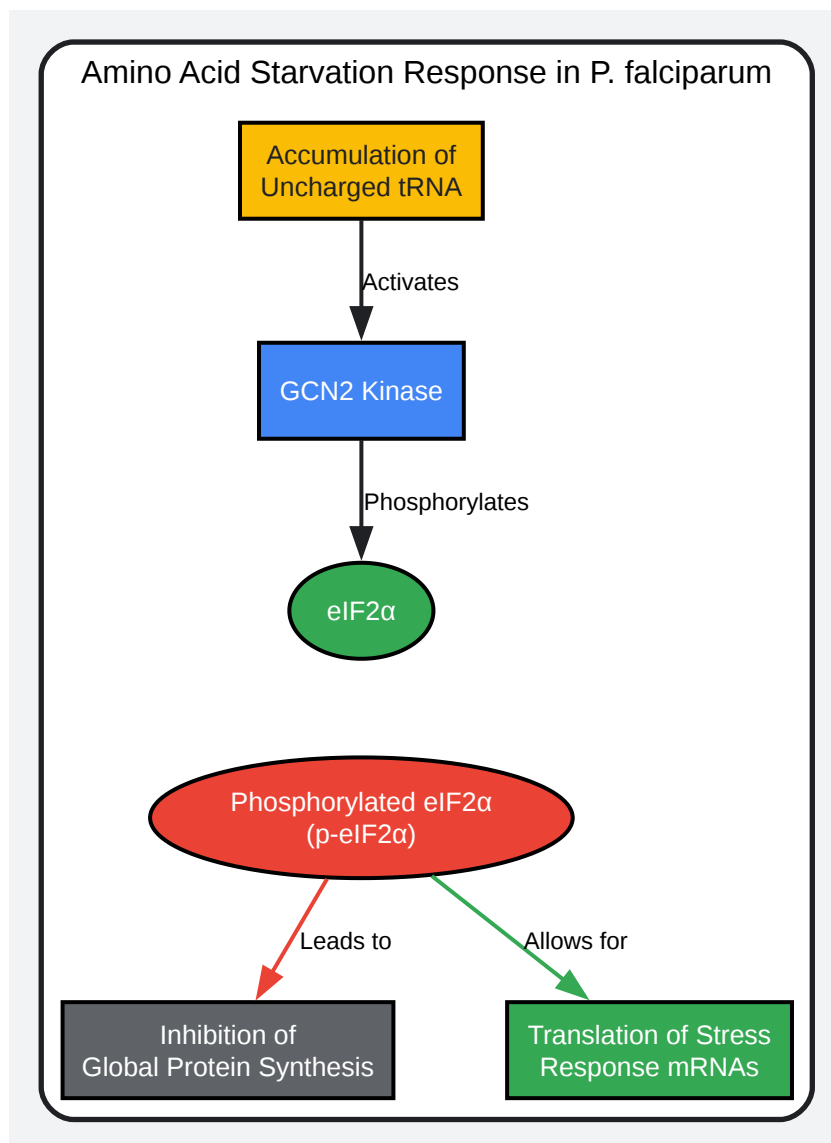 Amino Acid Starvation Response in P. falciparum
Accumulation of
Uncharged tRNA
Activates
GCN2 Kinase
Phosphorylates
eIF2α
Phosphorylated eIF2α
(p-eIF2α)
Leads to
Allows for
Inhibition of
Global Protein Synthesis
Translation of Stress
Response mRNAs